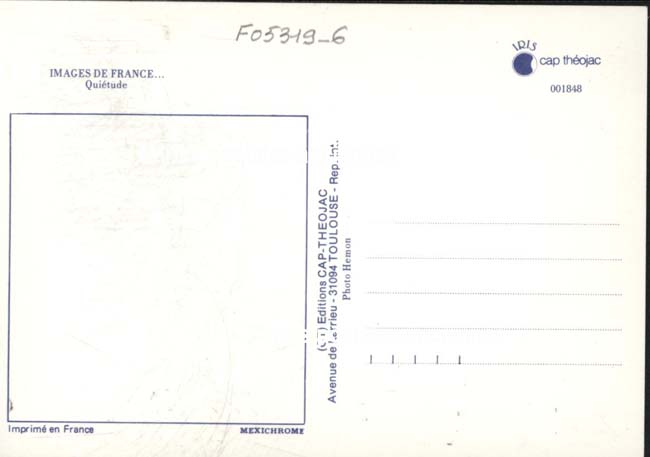 F05319_6
IRIS
cap théojac
001848
IMAGES DE FRANCE...
Quiétude
Editions CAP-THEOJAC
Avenue de - 31094 TOULOUSE - Rep. Int.
Photo Hemon
Imprimé en France
MEXICHROME